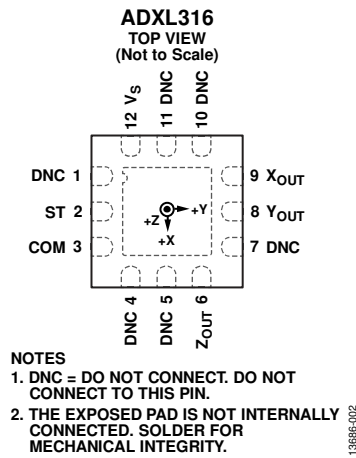 ADXL316
TOP VIEW
(Not to Scale)
12 VS
11 DNC
10 DNC
DNC 1
ST 2
COM 3
9 XOUT
8 YOUT
7 DNC
+Z
+Y
+X
DNC 4
DNC 5
ZOUT 6
NOTES
1. DNC = DO NOT CONNECT. DO NOT
CONNECT TO THIS PIN.
2. THE EXPOSED PAD IS NOT INTERNALLY
CONNECTED. SOLDER FOR
MECHANICAL INTEGRITY.
13686-002